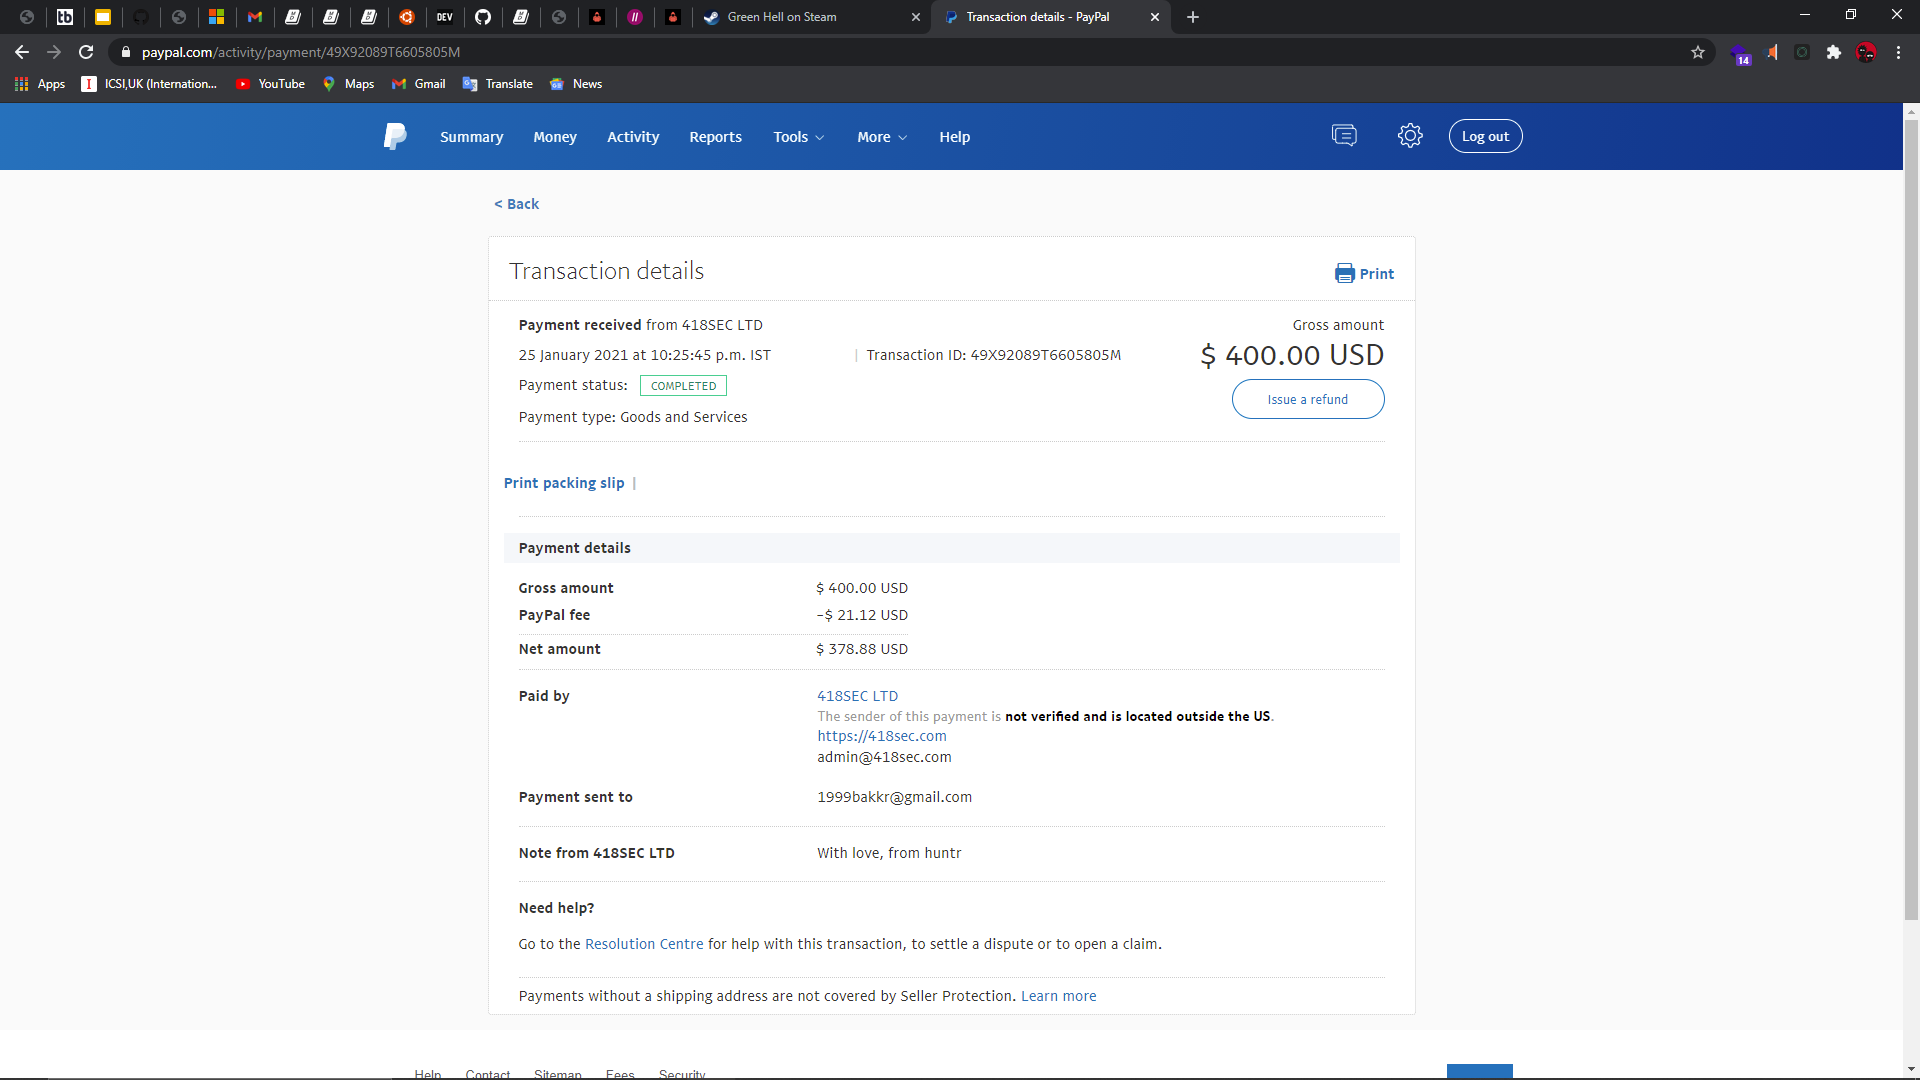 Green Hell on Steam
Transaction details - PayPal
paypal.com/activity/payment/49X92089T6605805M
14
Apps
ICSI,UK (Internation...
YouTube
Maps
Gmail
Translate
News
Summary
Money
Activity
Reports
Tools
More
Help
Log out
< Back
Transaction details
Print
Payment received from 418SEC LTD
Gross amount
25 January 2021 at 10:25:45 p.m. IST
| Transaction ID: 49X92089T6605805M
$ 400.00 USD
Payment status: COMPLETED
Issue a refund
Payment type: Goods and Services
Print packing slip |
Payment details
Gross amount $ 400.00 USD
PayPal fee -$ 21.12 USD
Net amount $ 378.88 USD
Paid by 418SEC LTD
The sender of this payment is not verified and is located outside the US.
https://418sec.com
admin@418sec.com
Payment sent to 1999bakkr@gmail.com
Note from 418SEC LTD With love, from huntr
Need help?
Go to the Resolution Centre for help with this transaction, to settle a dispute or to open a claim.
Payments without a shipping address are not covered by Seller Protection. Learn more
Help Contact Sitemap Fees Security